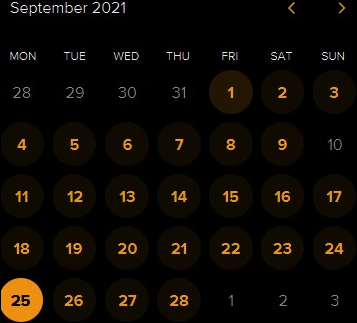 September 2021
MON TUE WED THU FRI SAT SUN
28 29 30 31 1 2 3
4 5 6 7 8 9 10
11 12 13 14 15 16 17
18 19 20 21 22 23 24
25 26 27 28 1 2 3